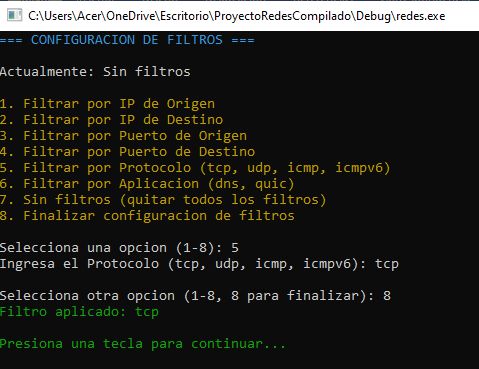 C:\Users\Acer\OneDrive\Escritorio\ProyectoRedesCompilado\Debug\redes.exe
=== CONFIGURACION DE FILTROS ===
Actualmente: Sin filtros
1. Filtrar por IP de Origen
2. Filtrar por IP de Destino
3. Filtrar por Puerto de Origen
4. Filtrar por Puerto de Destino
5. Filtrar por Protocolo (tcp, udp, icmp, icmpv6)
6. Filtrar por Aplicacion (dns, quic)
7. Sin filtros (quitar todos los filtros)
8. Finalizar configuracion de filtros
Selecciona una opcion (1-8): 5
Ingresa el Protocolo (tcp, udp, icmp, icmpv6): tcp
Selecciona otra opcion (1-8, 8 para finalizar): 8
Filtro aplicado: tcp
Presiona una tecla para continuar...